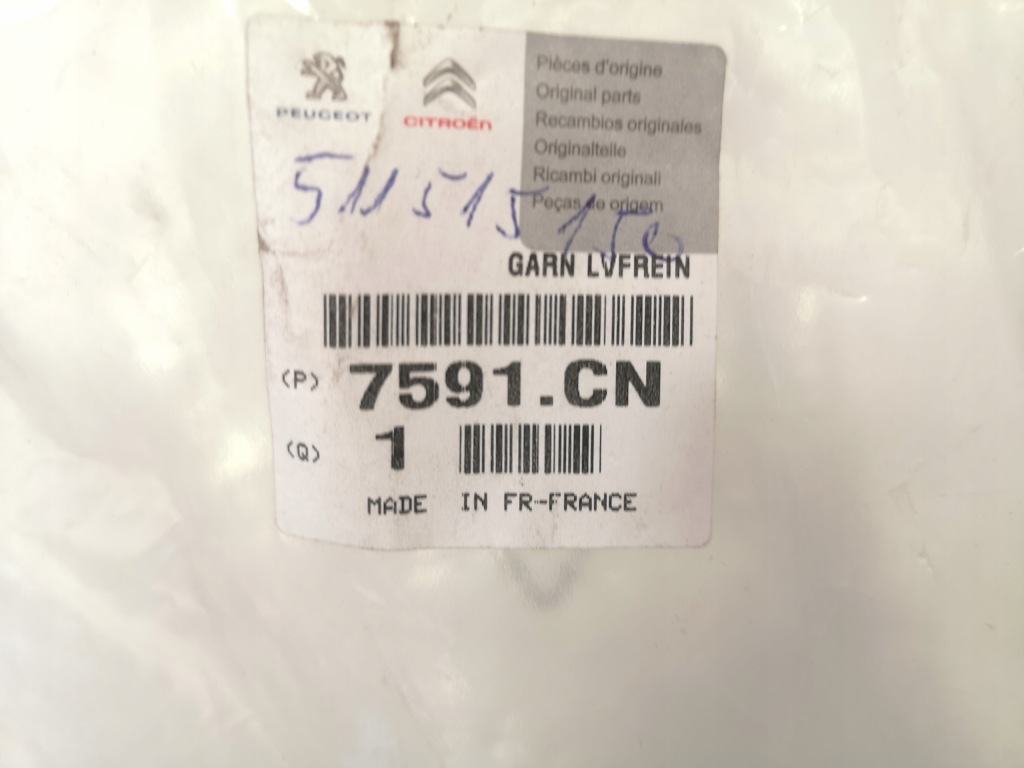 PEUGEOT
CITROËN
Pièces d'origine
Original parts
Recambios originales
Originalteile
Ricambi originali
Peças de origem
511515150
GARN LVFREIN
(P) 7591.CN
(Q) 1
MADE IN FR-FRANCE